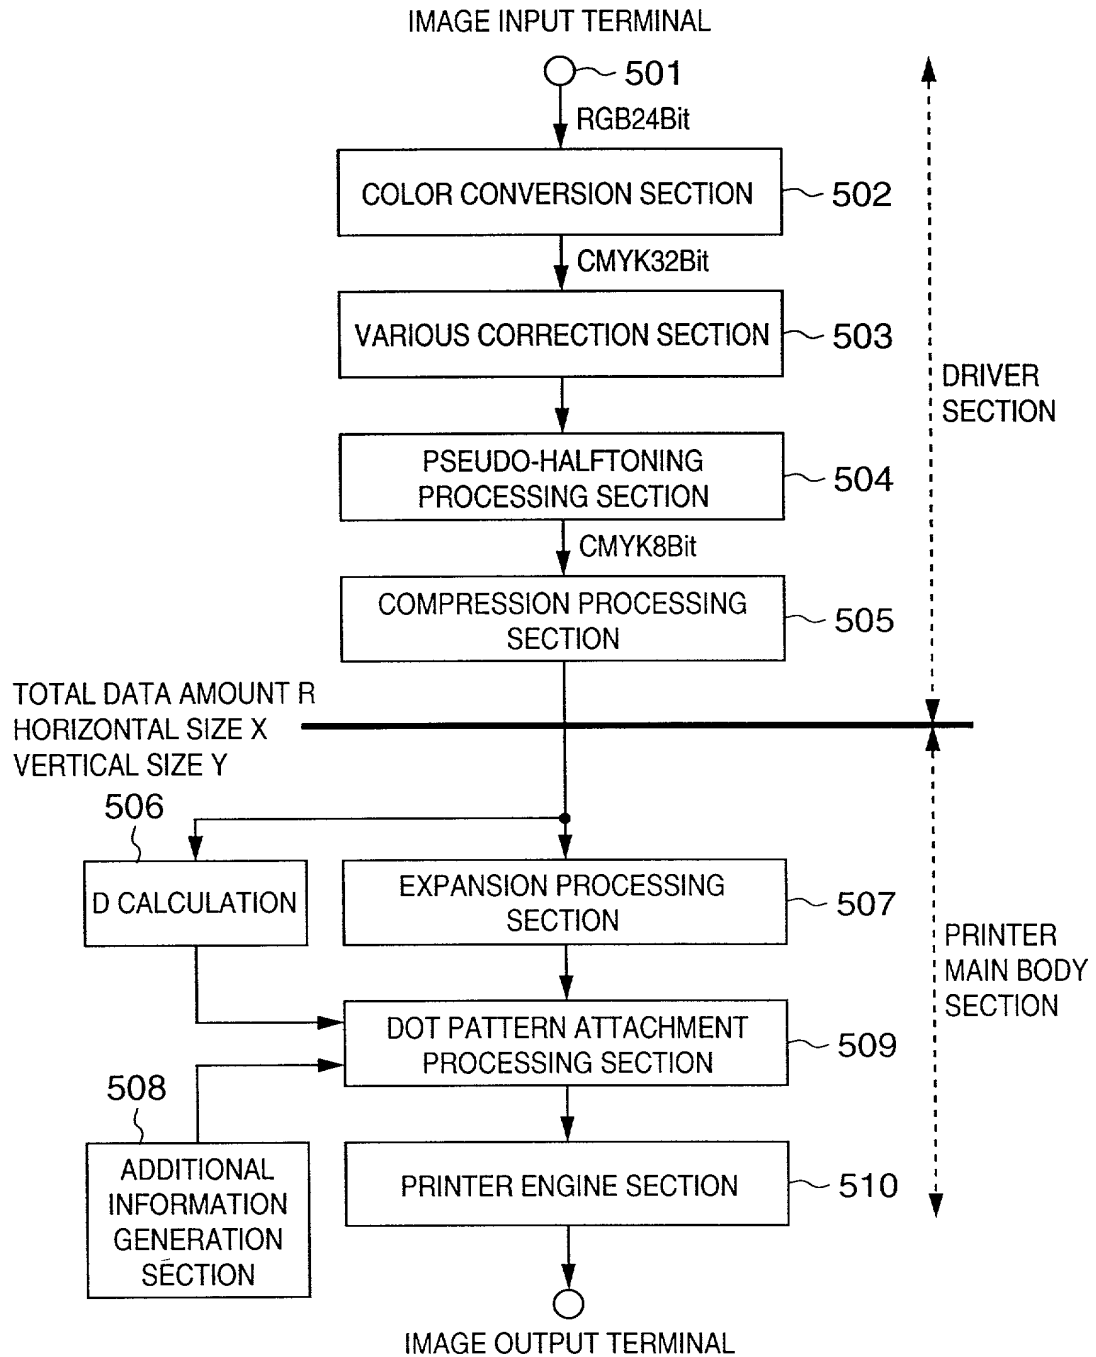 IMAGE INPUT TERMINAL
501
RGB24Bit
COLOR CONVERSION SECTION
502
CMYK32Bit
VARIOUS CORRECTION SECTION
503
DRIVER
SECTION
PSEUDO-HALFTONING
PROCESSING SECTION
504
CMYK8Bit
COMPRESSION PROCESSING
SECTION
505
TOTAL DATA AMOUNT R
HORIZONTAL SIZE X
VERTICAL SIZE Y
506
D CALCULATION
EXPANSION PROCESSING
SECTION
507
PRINTER
MAIN BODY
SECTION
DOT PATTERN ATTACHMENT
PROCESSING SECTION
509
508
ADDITIONAL
INFORMATION
GENERATION
SECTION
PRINTER ENGINE SECTION
510
IMAGE OUTPUT TERMINAL